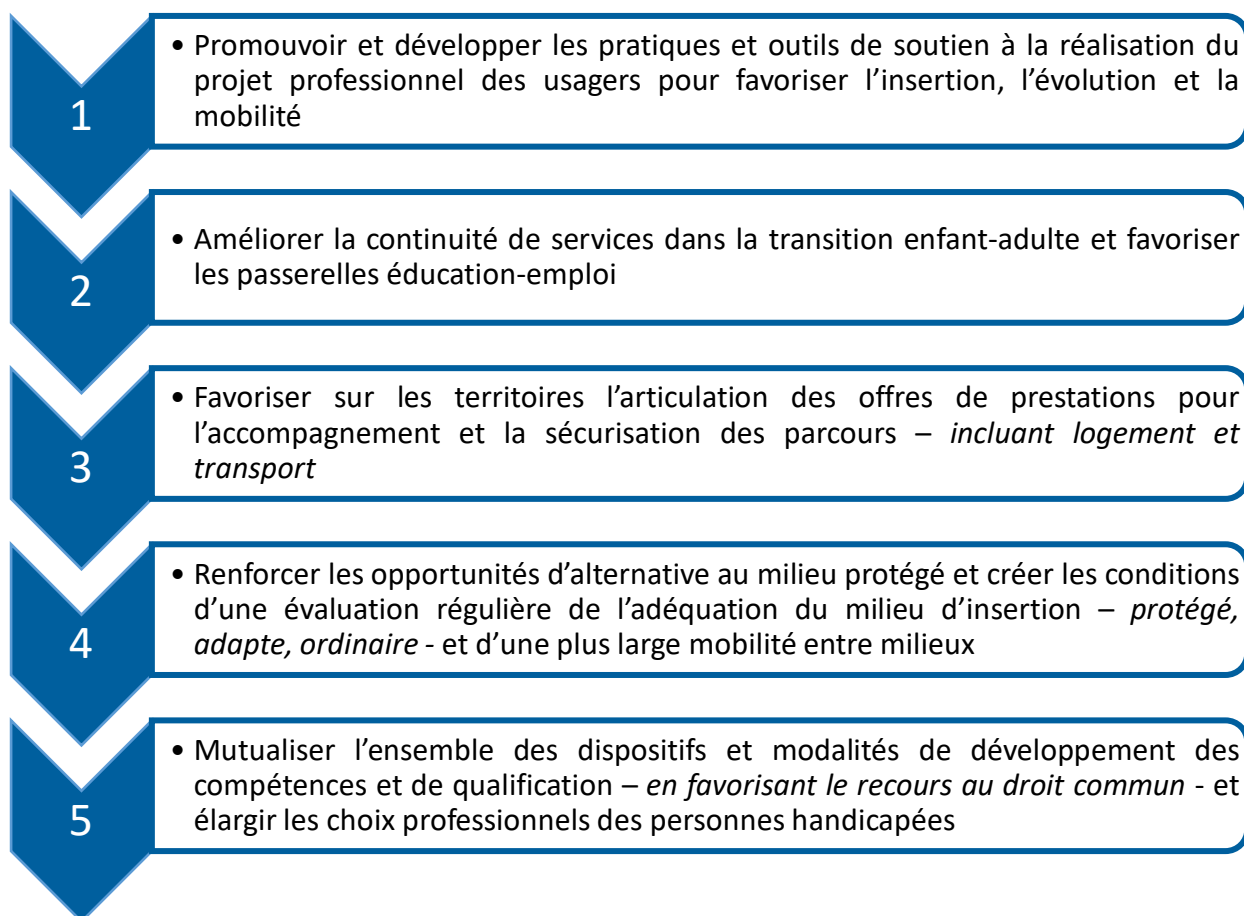 1
• Promouvoir et développer les pratiques et outils de soutien à la réalisation du
projet professionnel des usagers pour favoriser l’insertion, l’évolution et la
mobilité
2
• Améliorer la continuité de services dans la transition enfant-adulte et favoriser
les passerelles éducation-emploi
3
• Favoriser sur les territoires l’articulation des offres de prestations pour
l’accompagnement et la sécurisation des parcours – incluant logement et
transport
4
• Renforcer les opportunités d’alternative au milieu protégé et créer les conditions
d’une évaluation régulière de l’adéquation du milieu d’insertion – protégé,
adapte, ordinaire - et d’une plus large mobilité entre milieux
5
• Mutualiser l’ensemble des dispositifs et modalités de développement des
compétences et de qualification – en favorisant le recours au droit commun - et
élargir les choix professionnels des personnes handicapées